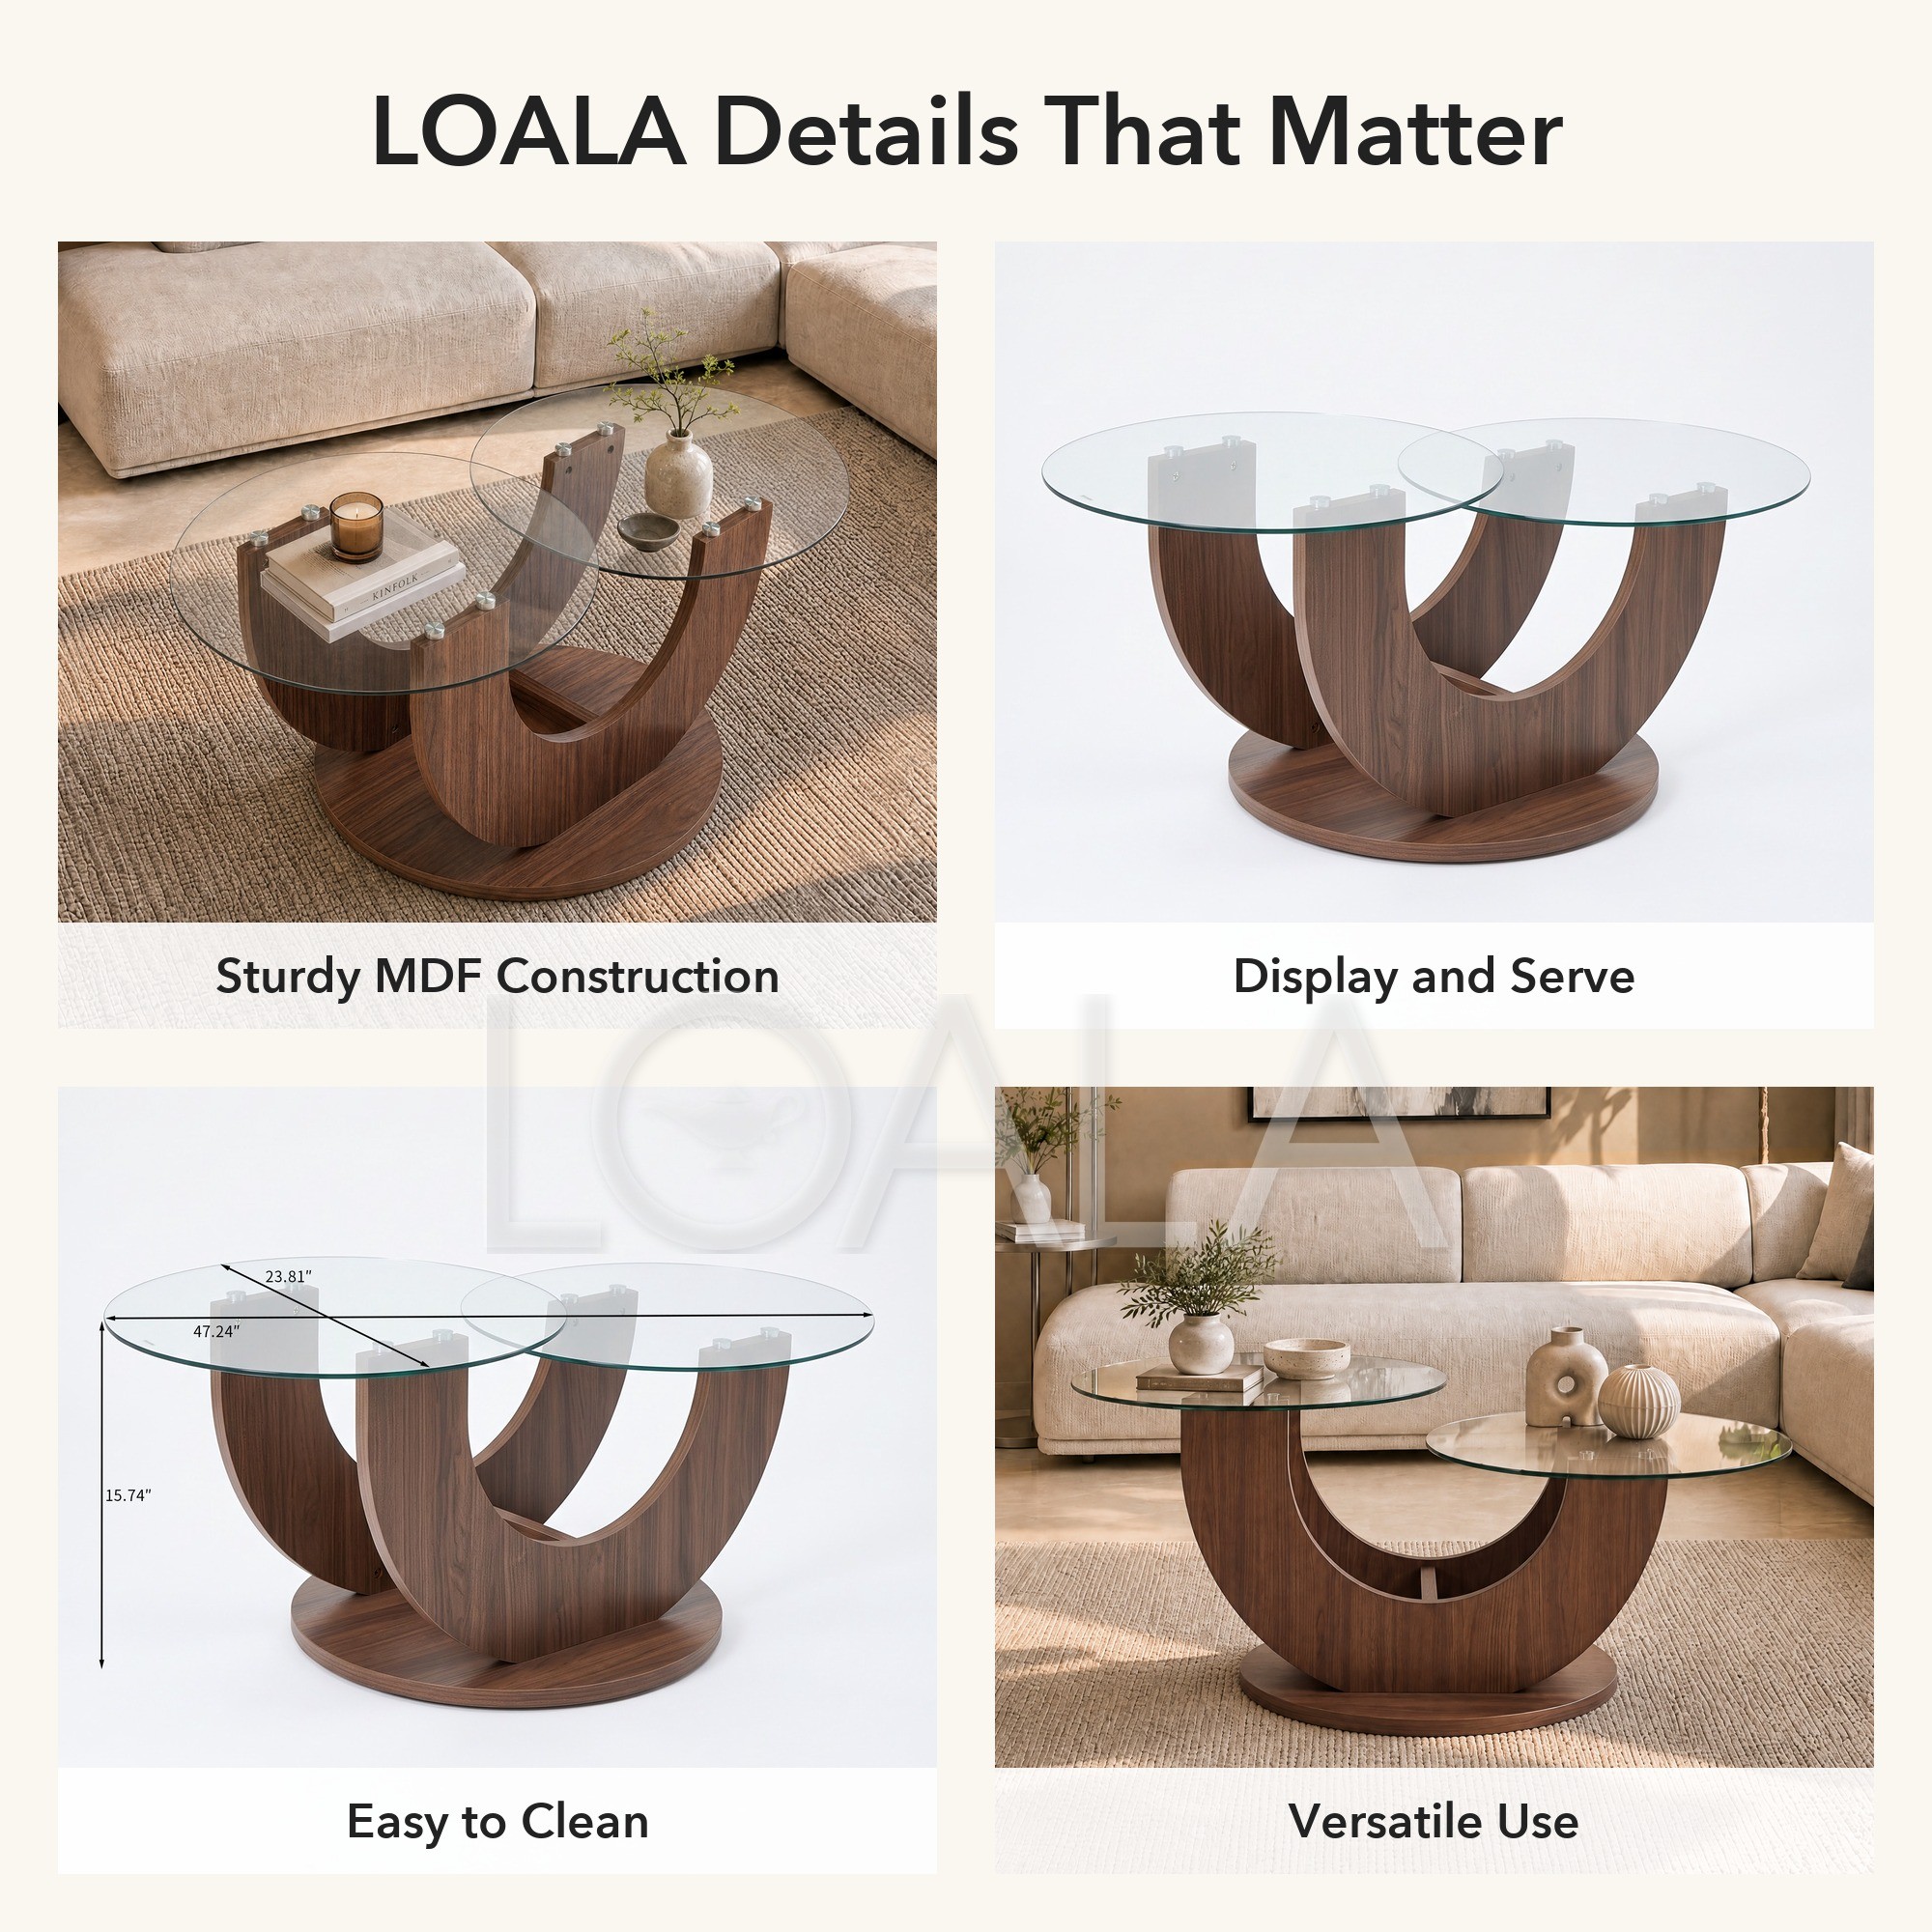 LOALA Details That Matter
KINFOLK
Sturdy MDF Construction
Display and Serve
LOALA
23.81"
47.24"
15.74"
Easy to Clean
Versatile Use